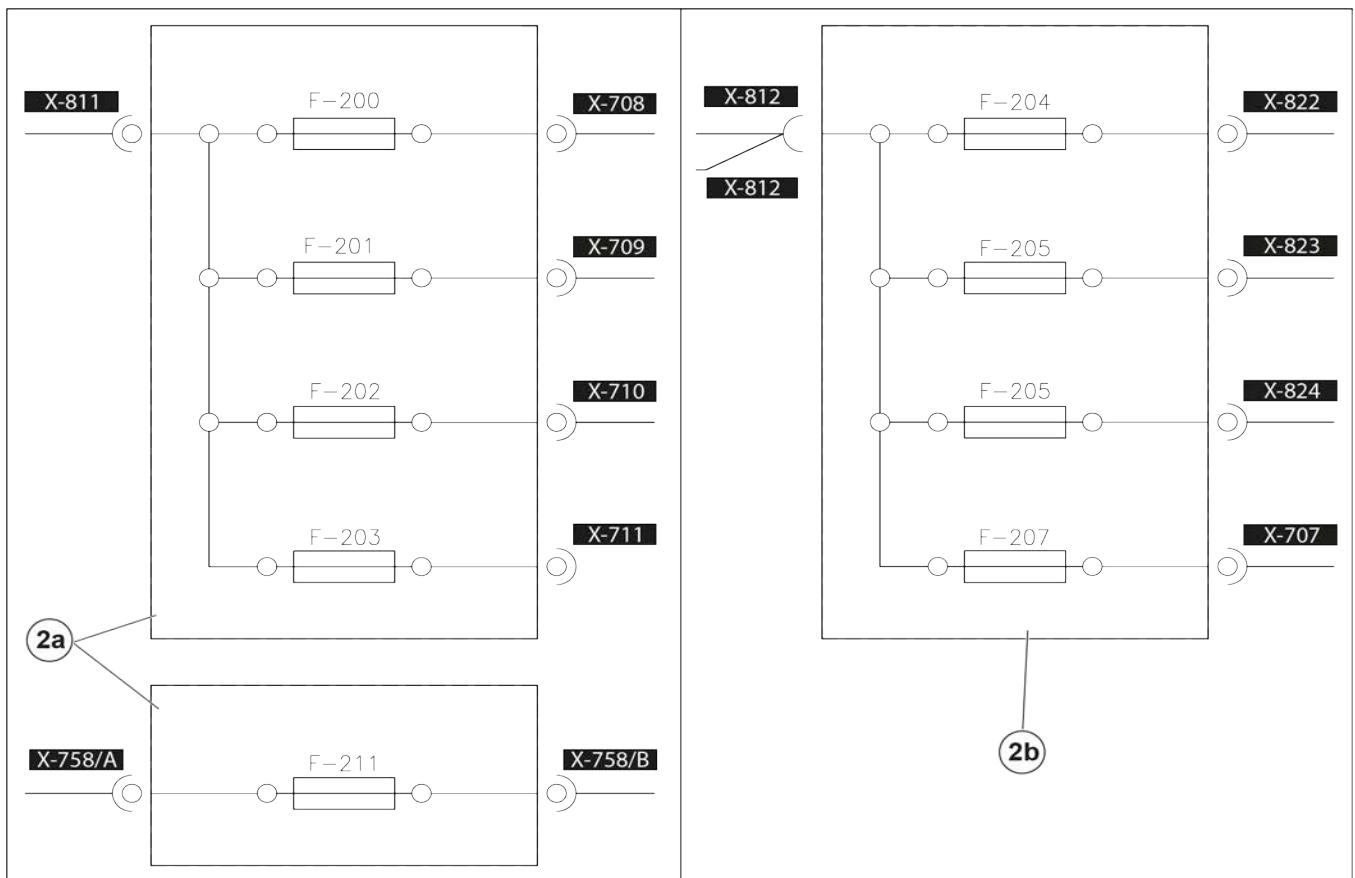 X-811
F-200
X-708
F-201
X-709
F-202
X-710
F-203
X-711
2a
X-758/A
F-211
X-758/B
X-812
X-812
F-204
X-822
F-205
X-823
F-205
X-824
F-207
X-707
2b